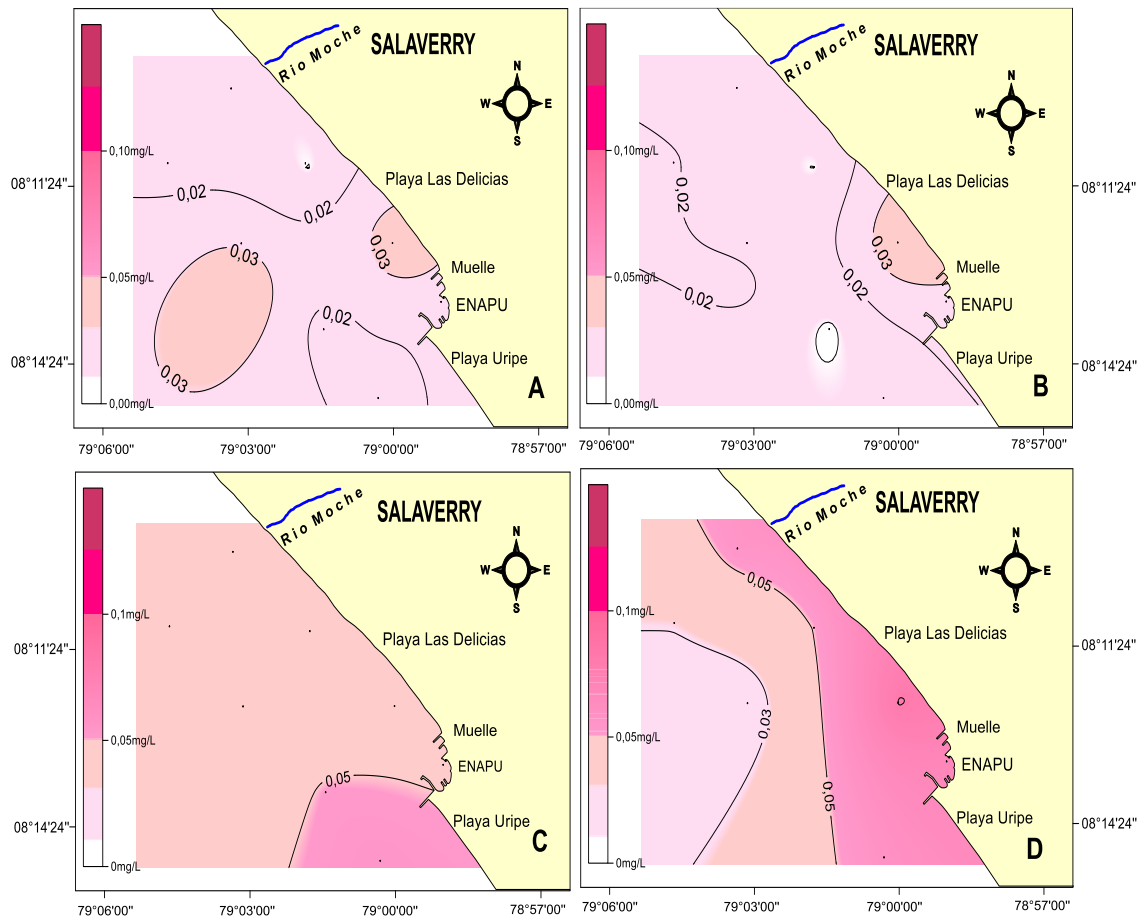 SALAVERRY
Rio Moche
N
W E
S
0,10mg/L
0,05mg/L
0,00mg/L
08°11'24"
08°14'24"
0,02
0,02
0,03
0,03
0,03
0,02
Playa Las Delicias
Muelle
ENAPU
Playa Uripe
A
79°06'00" 79°03'00" 79°00'00" 78°57'00"
SALAVERRY
Rio Moche
N
W E
S
0,10mg/L
0,05mg/L
0,00mg/L
08°11'24"
08°14'24"
0,02
0,02
0,03
0,02
Playa Las Delicias
Muelle
ENAPU
Playa Uripe
B
79°06'00" 79°03'00" 79°00'00" 78°57'00"
SALAVERRY
Rio Moche
N
W E
S
0,1mg/L
0,05mg/L
0mg/L
08°11'24"
08°14'24"
0,05
Playa Las Delicias
Muelle
ENAPU
Playa Uripe
C
79°06'00" 79°03'00" 79°00'00" 78°57'00"
SALAVERRY
Rio Moche
N
W E
S
0,1mg/L
0,05mg/L
0mg/L
08°11'24"
08°14'24"
0,05
0,03
0,05
Playa Las Delicias
Muelle
ENAPU
Playa Uripe
D
79°06'00" 79°03'00" 79°00'00" 78°57'00"